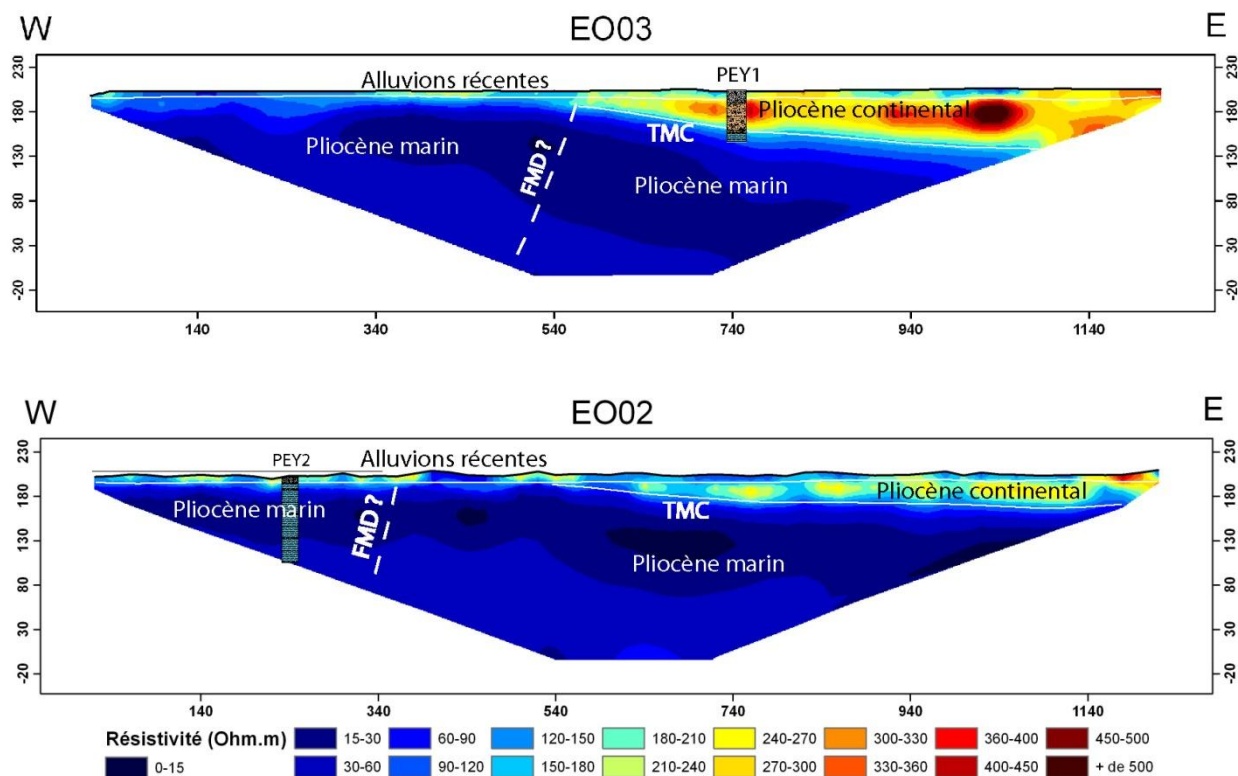 W EO03 E
230 180 130 80 30 -20
Alluvions récentes
PEY1
Pliocène continental
Pliocène marin
FMD ?
TMC
Pliocène marin
230 180 130 80 30 -20
140 340 540 740 940 1140
W EO02 E
230 180 130 80 30 -20
PEY2
Alluvions récentes
Pliocène continental
Pliocène marin
FMD ?
TMC
Pliocène marin
230 180 130 80 30 -20
140 340 540 740 940 1140
Résistivité (Ohm.m) 15-30 60-90 120-150 180-210 240-270 300-330 360-400 450-500
0-15 30-60 90-120 150-180 210-240 270-300 330-360 400-450 + de 500